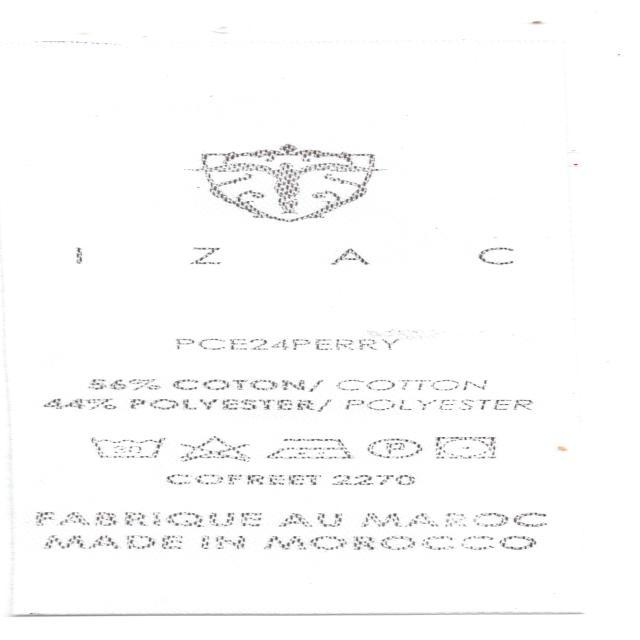 I Z A C
PCE24PERRY
56% COTON/ COTTON
44% POLYESTER/ POLYESTER
30 P
COFREET 2270
FABRIQUE AU MAROC
MADE IN MOROCCO